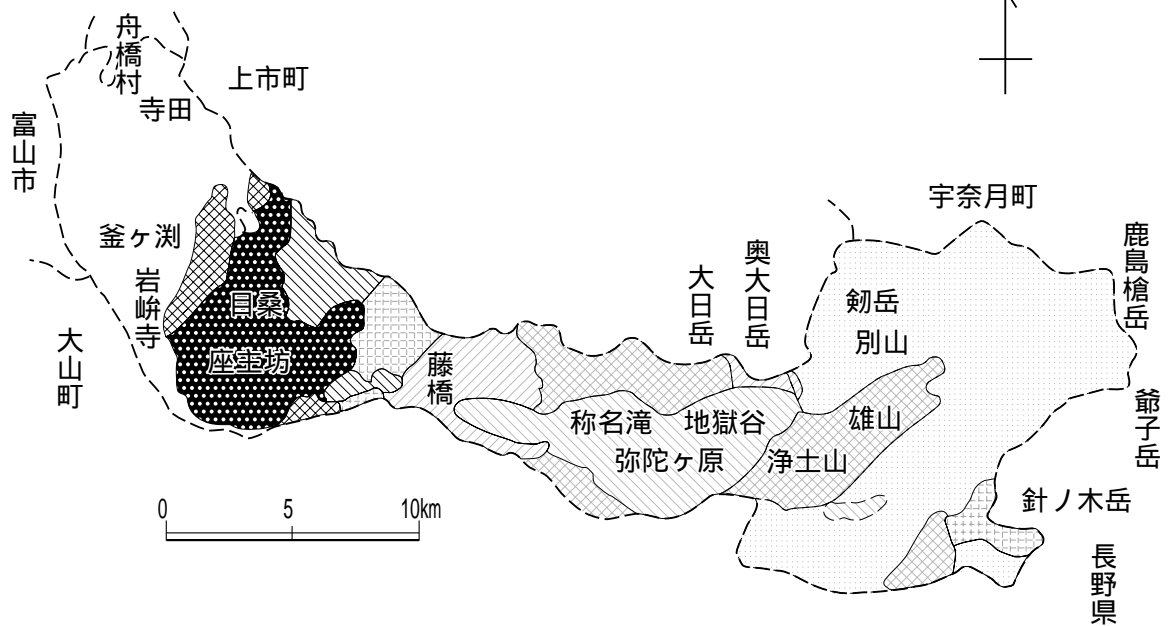 舟橋村
上市町
寺田
富山市
宇奈月町
釜ヶ渕
鹿島槍岳
奥大日岳
大日岳
岩峅寺
目桑
剱岳
大山町
別山
座主坊
藤橋
爺子岳
称名滝
地獄谷
雄山
弥陀ヶ原
浄土山
針ノ木岳
0 5 10km
長野県